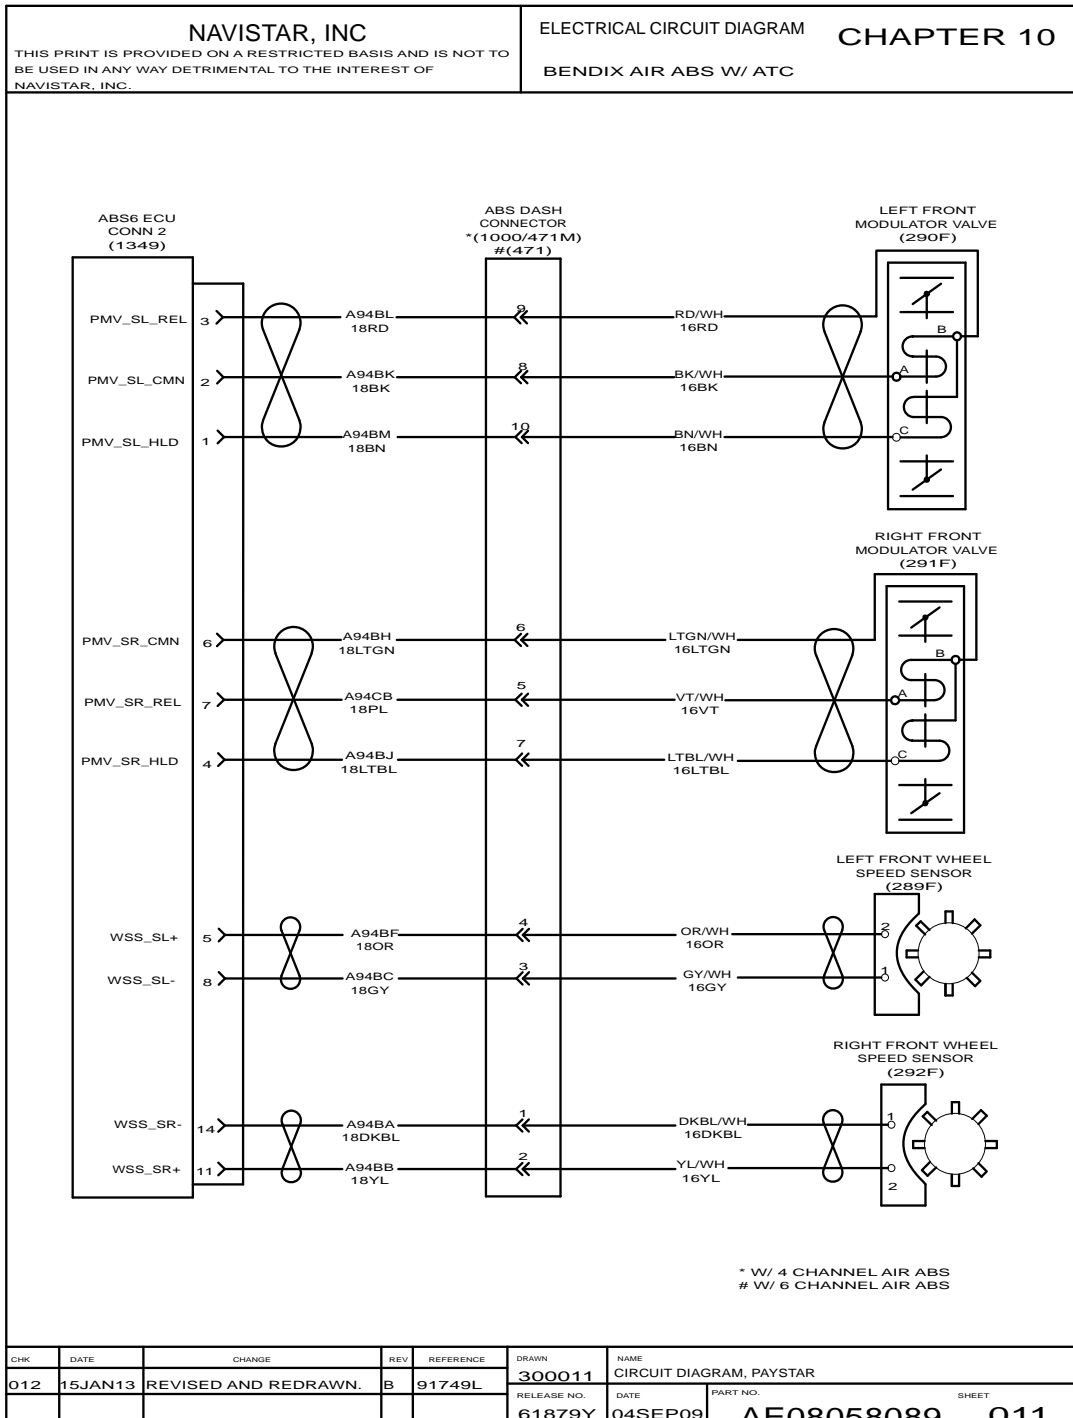 NAVISTAR, INC
THIS PRINT IS PROVIDED ON A RESTRICTED BASIS AND IS NOT TO
BE USED IN ANY WAY DETRIMENTAL TO THE INTEREST OF
NAVISTAR, INC.
ELECTRICAL CIRCUIT DIAGRAM
CHAPTER 10
BENDIX AIR ABS W/ ATC
ABS6 ECU
CONN 2
(1349)
ABS DASH
CONNECTOR
*(1000/471M)
#(471)
LEFT FRONT
MODULATOR VALVE
(290F)
PMV_SL_REL 3 A94BL 9 RD/WH B
18RD 16RD
PMV_SL_CMN 2 A94BK 8 BK/WH A
18BK 16BK
PMV_SL_HLD 1 A94BM 10 BN/WH C
18BN 16BN
RIGHT FRONT
MODULATOR VALVE
(291F)
PMV_SR_CMN 6 A94BH 6 LTGN/WH B
18LTGN 16LTGN
PMV_SR_REL 7 A94CB 5 VT/WH A
18PL 16VT
PMV_SR_HLD 4 A94BJ 7 LTBL/WH C
18LTBL 16LTBL
LEFT FRONT WHEEL
SPEED SENSOR
(289F)
WSS_SL+ 5 A94BF 4 OR/WH 2
18OR 16OR
WSS_SL- 8 A94BC 3 GY/WH 1
18GY 16GY
RIGHT FRONT WHEEL
SPEED SENSOR
(292F)
WSS_SR- 14 A94BA 1 DKBL/WH 1
18DKBL 16DKBL
WSS_SR+ 11 A94BB 2 YL/WH 2
18YL 16YL
* W/ 4 CHANNEL AIR ABS
# W/ 6 CHANNEL AIR ABS
CHK DATE CHANGE REV REFERENCE DRAWN NAME
012 15JAN13 REVISED AND REDRAWN. B 91749L 300011 CIRCUIT DIAGRAM, PAYSTAR
RELEASE NO. DATE PART NO. SHEET
61879Y 04SEP09 AE08058089 011